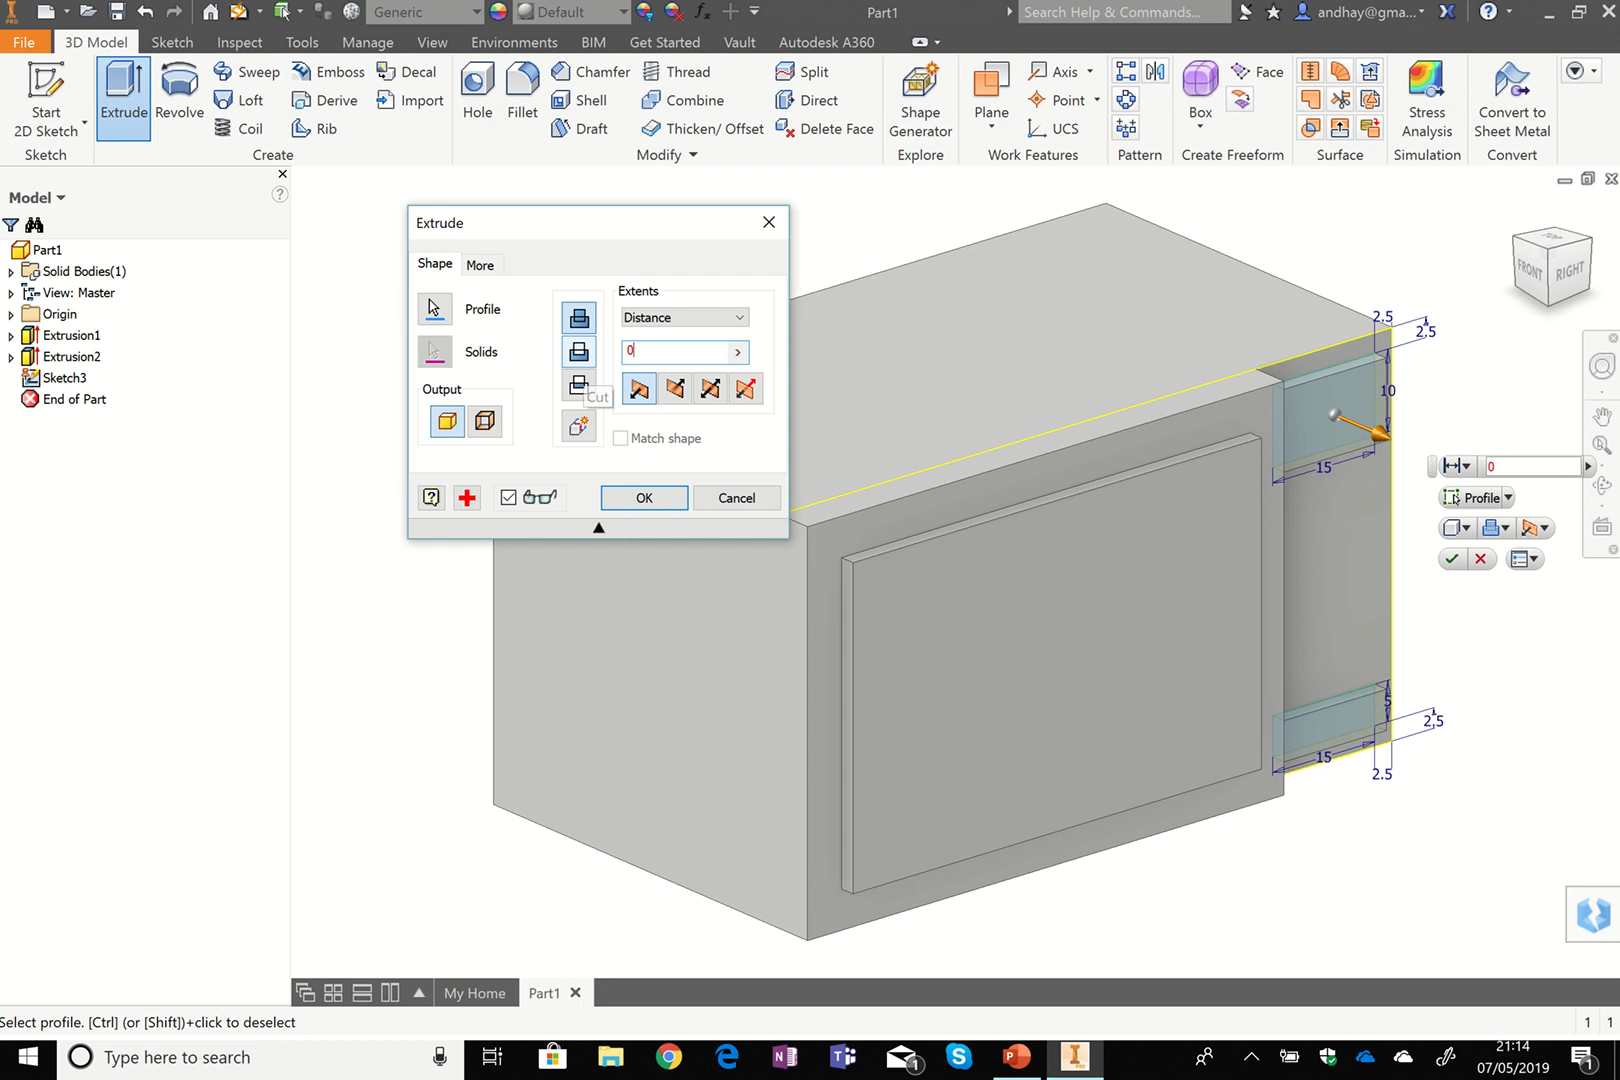 PRO
Generic
Default
Part1
Search Help & Commands...
andhay@gma...
File
3D Model
Sketch
Inspect
Tools
Manage
View
Environments
BIM
Get Started
Vault
Autodesk A360
Start
2D Sketch
Extrude
Revolve
Sweep
Loft
Coil
Emboss
Derive
Rib
Decal
Import
Hole
Fillet
Chamfer
Shell
Draft
Thread
Combine
Thicken/ Offset
Split
Direct
Delete Face
Shape
Generator
Plane
Axis
Point
UCS
Box
Face
Stress
Analysis
Convert to
Sheet Metal
Sketch
Create
Modify
Explore
Work Features
Pattern
Create Freeform
Surface
Simulation
Convert
Model
Part1
Solid Bodies(1)
View: Master
Origin
Extrusion1
Extrusion2
Sketch3
End of Part
Extrude
Shape
More
Profile
Solids
Output
Extents
Distance
0
Cut
Match shape
OK
Cancel
TOP
FRONT
RIGHT
2.5
2,5
10
15
5
2,5
15
2.5
0
Profile
My Home
Part1
Select profile. [Ctrl] (or [Shift])+click to deselect
1 1
Type here to search
1
21:14
07/05/2019
1